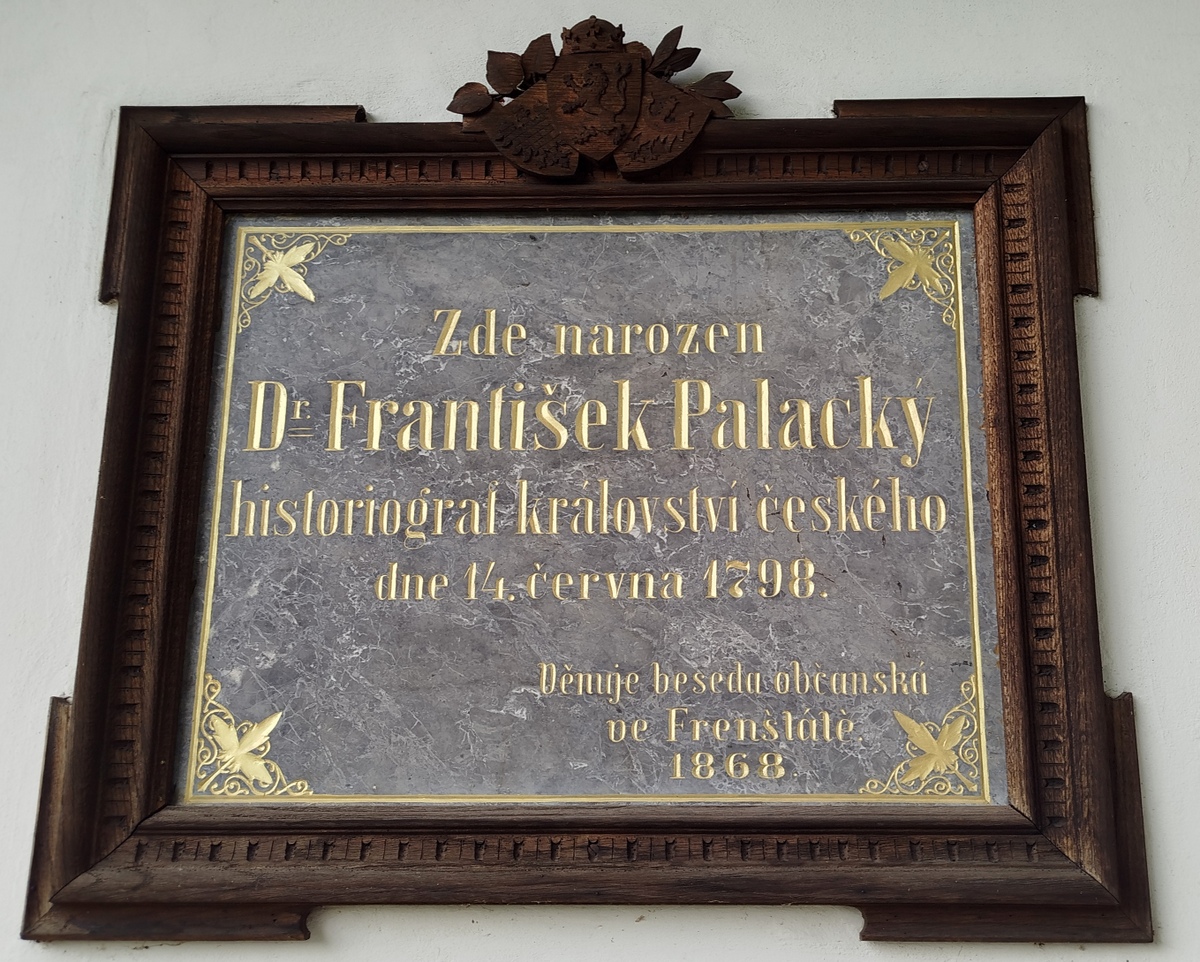 Zde narozen
Dr. František Palacký
historiograf království českého
dne 14. června 1798.
Věnuje beseda občanská
ve Frenštátě.
1868.